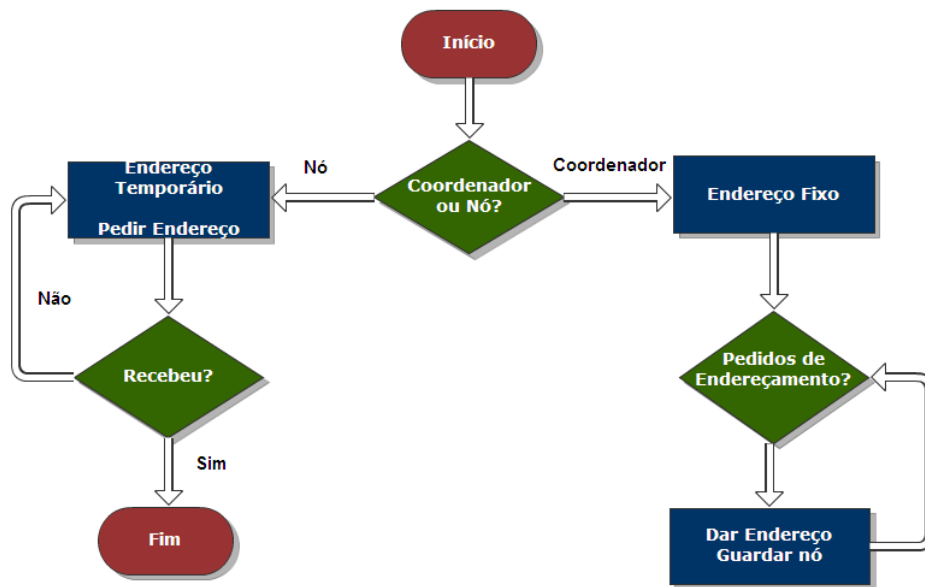 Início
Nó
Coordenador
Endereço
Temporário
Pedir Endereço
Coordenador
ou Nó?
Endereço Fixo
Não
Recebeu?
Pedidos de
Endereçamento?
Sim
Fim
Dar Endereço
Guardar nó